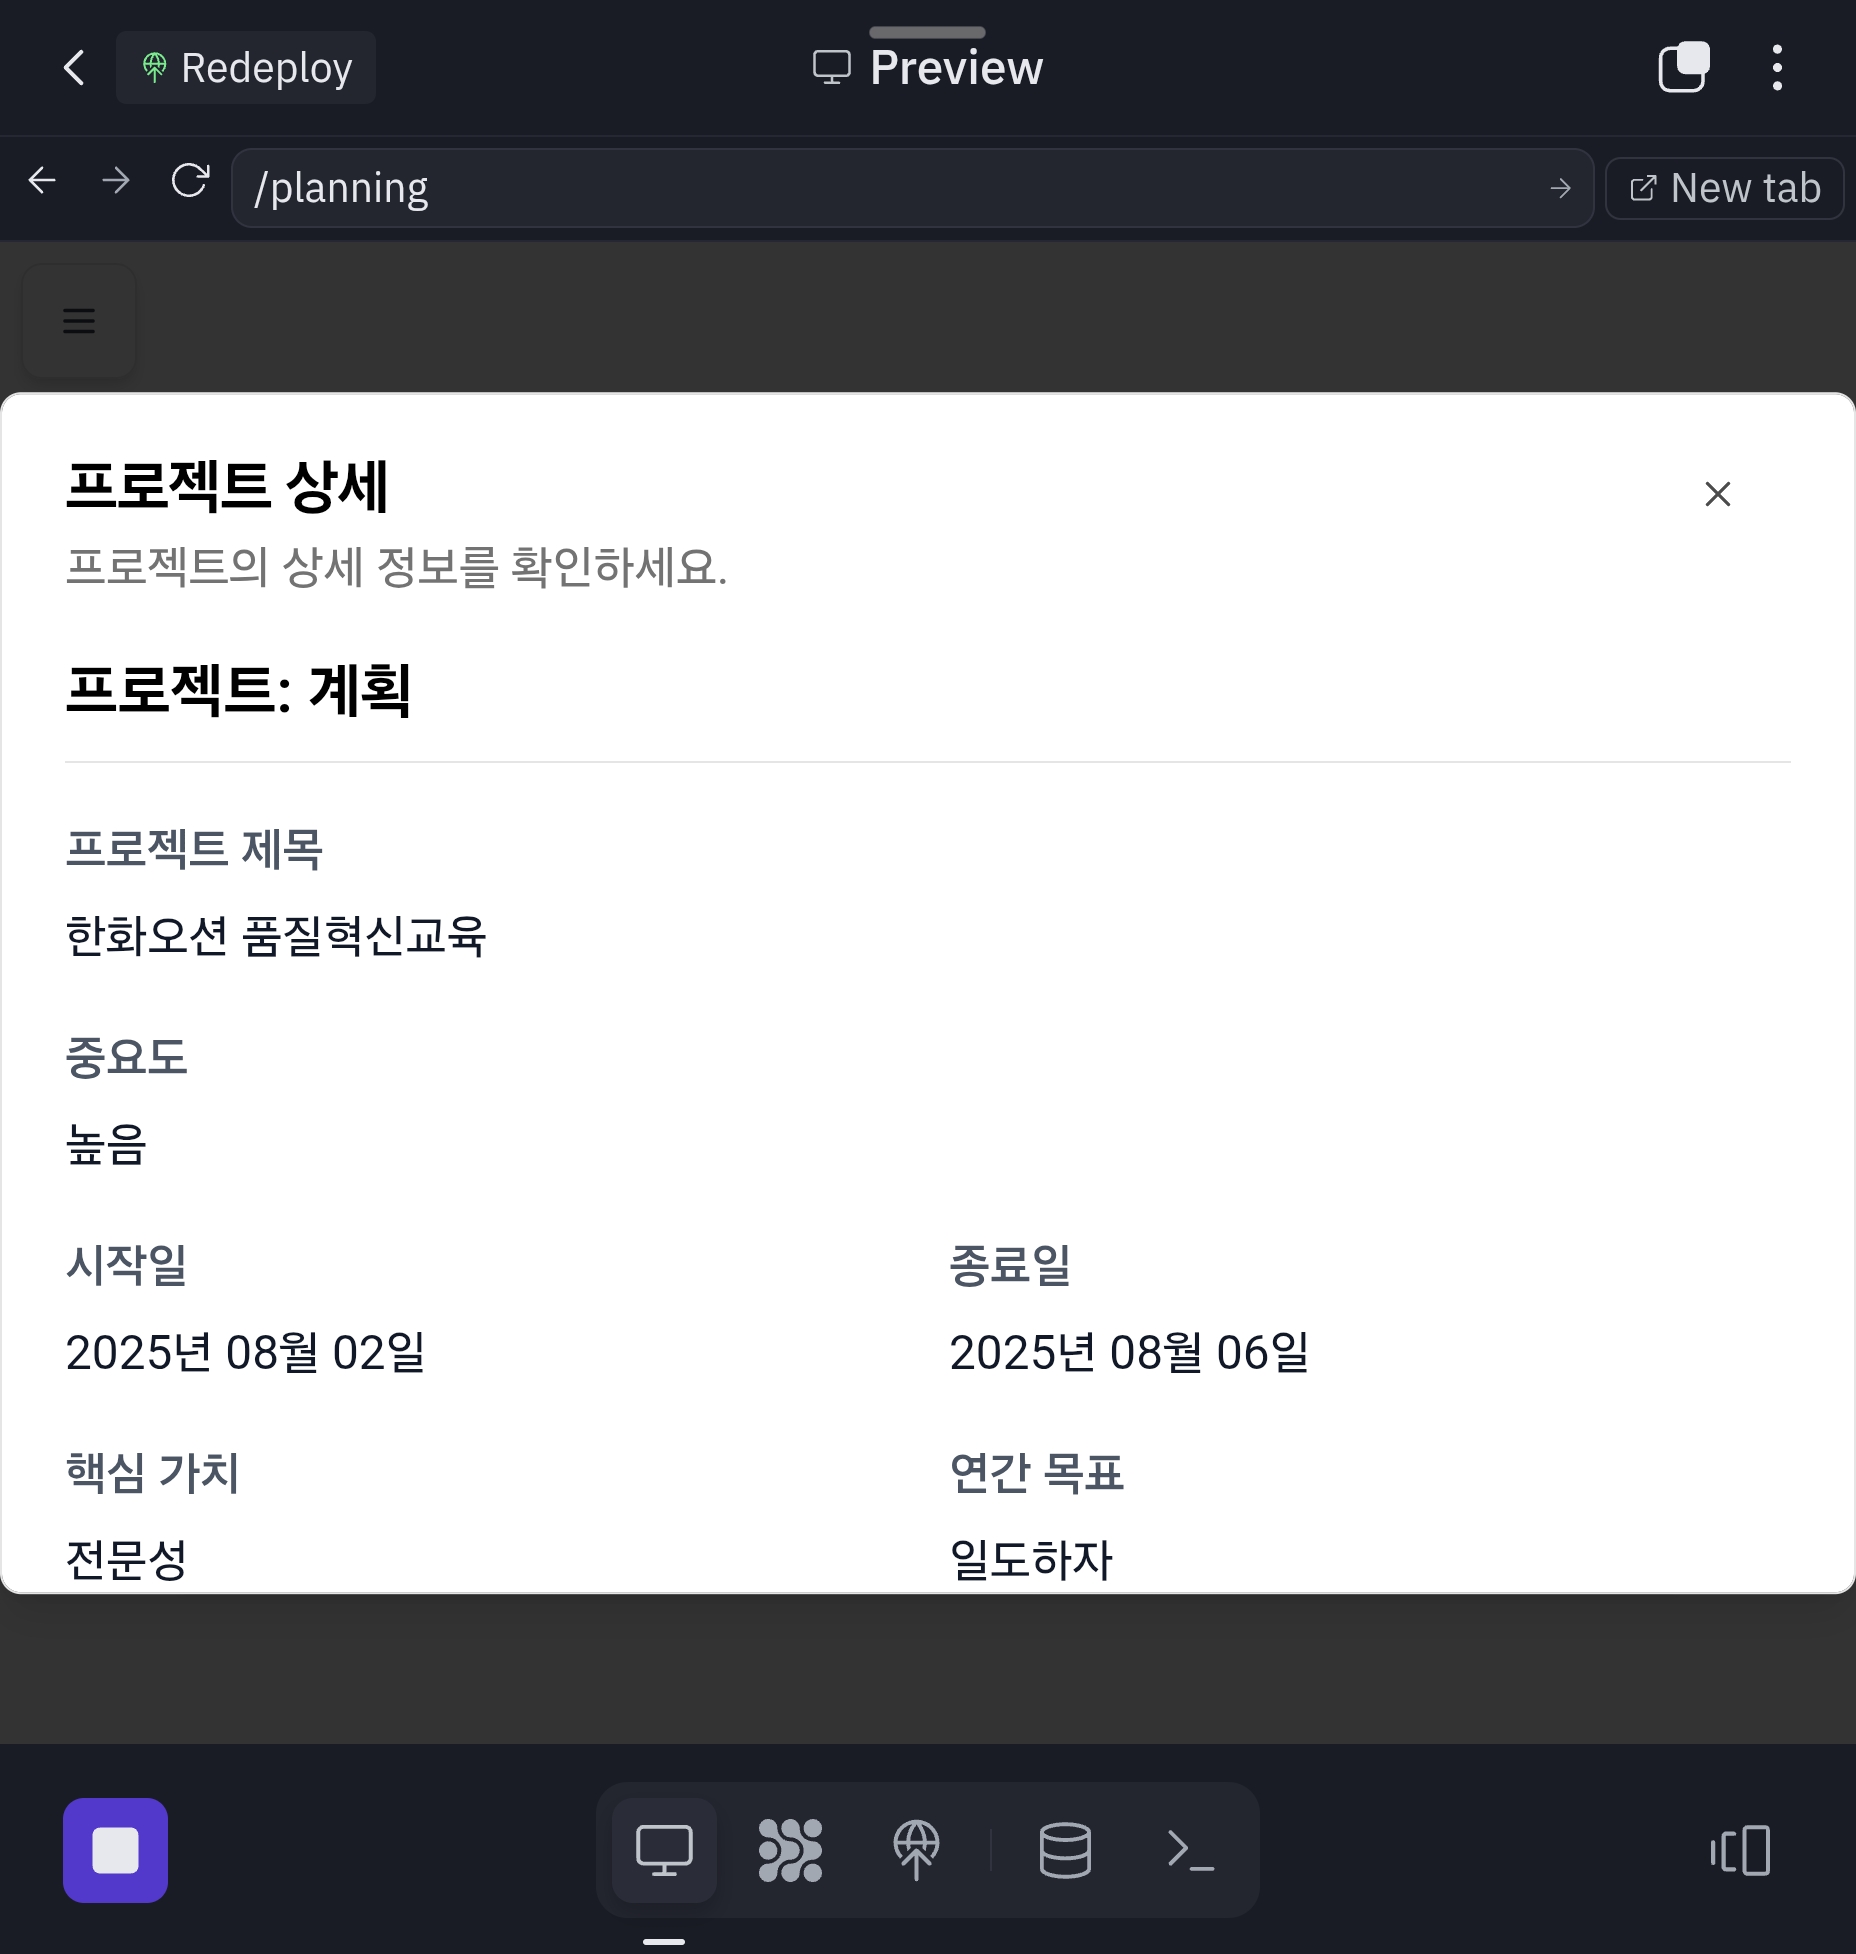 Redeploy
Preview
/planning
New tab
프로젝트 상세
프로젝트의 상세 정보를 확인하세요.
프로젝트: 계획
프로젝트 제목
한화오션 품질혁신교육
중요도
높음
시작일
종료일
2025년 08월 02일
2025년 08월 06일
핵심 가치
연간 목표
전문성
일도하자